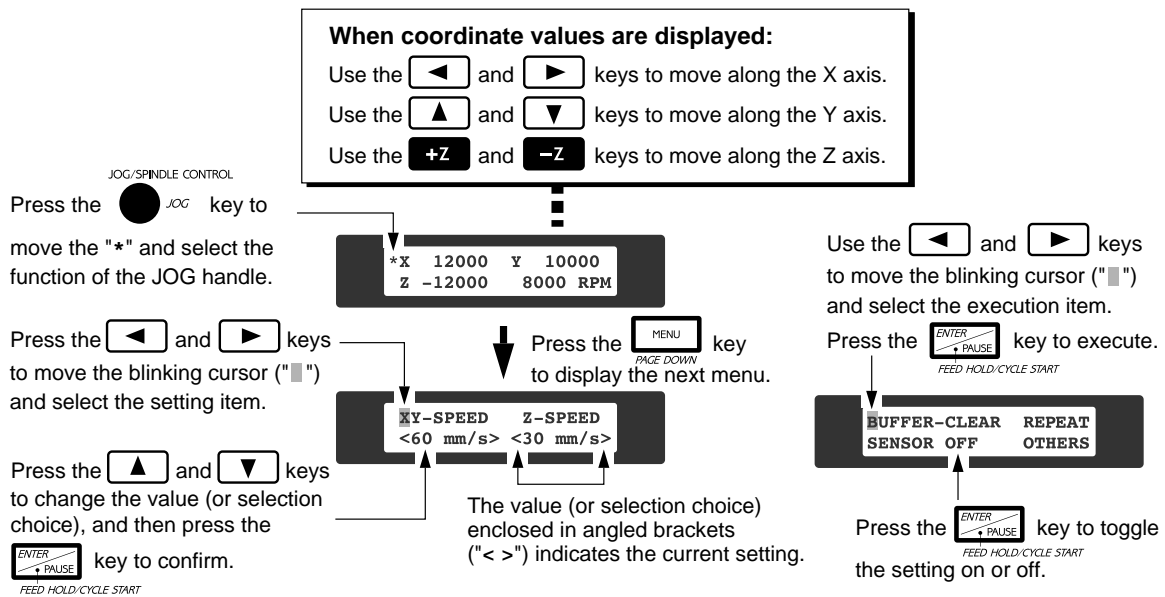 When coordinate values are displayed:
Use the ◄ and ► keys to move along the X axis.
Use the ▲ and ▼ keys to move along the Y axis.
Use the +Z and −Z keys to move along the Z axis.
JOG/SPINDLE CONTROL
Press the JOG key to
move the "*" and select the
function of the JOG handle.
*X 12000 Y 10000
Z -12000 8000 RPM
Press the ◄ and ► keys
to move the blinking cursor ("█")
and select the setting item.
Press the MENU key
PAGE DOWN
to display the next menu.
XY-SPEED Z-SPEED
<60 mm/s> <30 mm/s>
Press the ▲ and ▼ keys
to change the value (or selection
choice), and then press the
ENTER PAUSE key to confirm.
FEED HOLD/CYCLE START
The value (or selection choice)
enclosed in angled brackets
("< >") indicates the current setting.
Use the ◄ and ► keys
to move the blinking cursor ("█")
and select the execution item.
Press the ENTER PAUSE key to execute.
FEED HOLD/CYCLE START
BUFFER-CLEAR REPEAT
SENSOR OFF OTHERS
Press the ENTER PAUSE key to toggle
FEED HOLD/CYCLE START
the setting on or off.